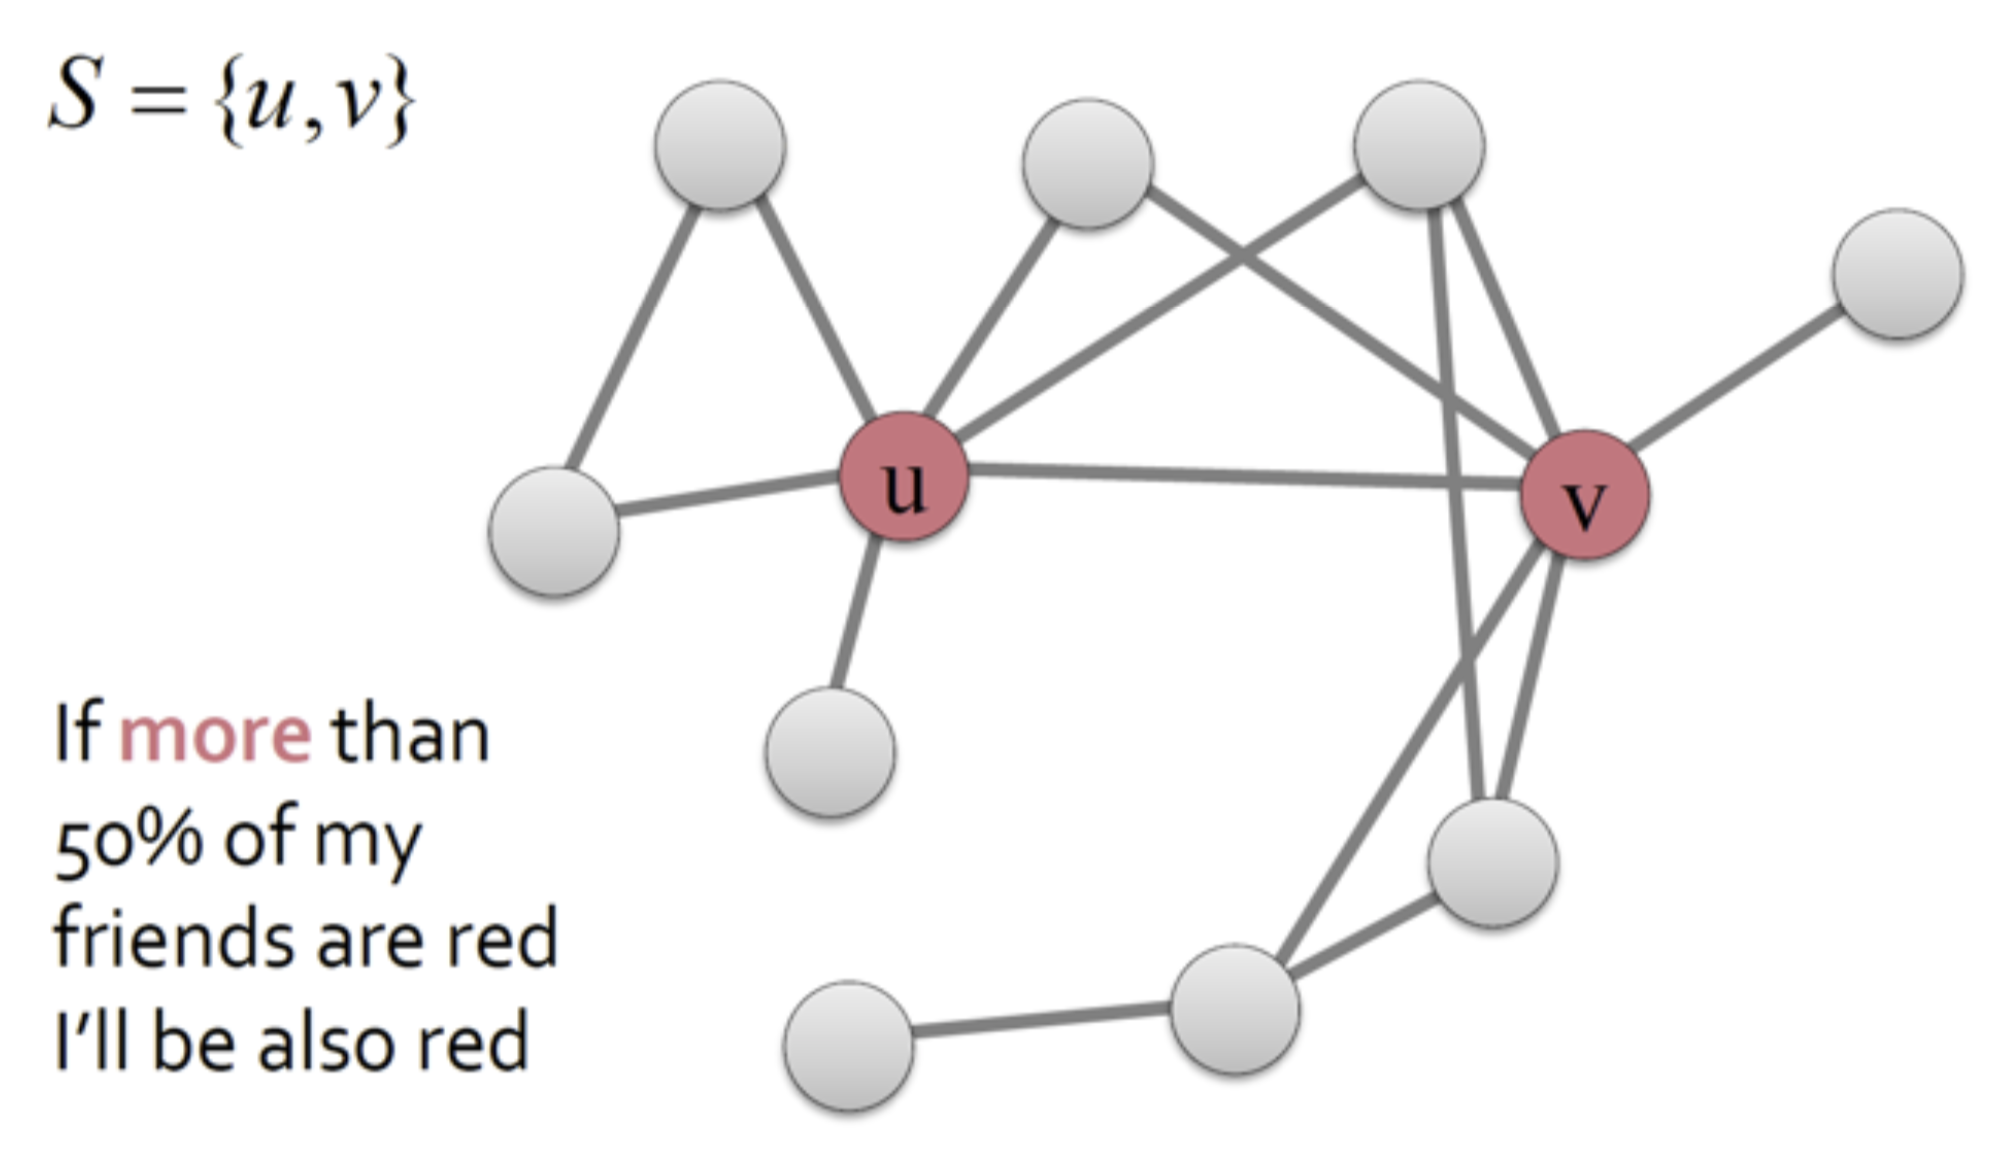 S = {u, v}
u
v
If more than
50% of my
friends are red
I'll be also red